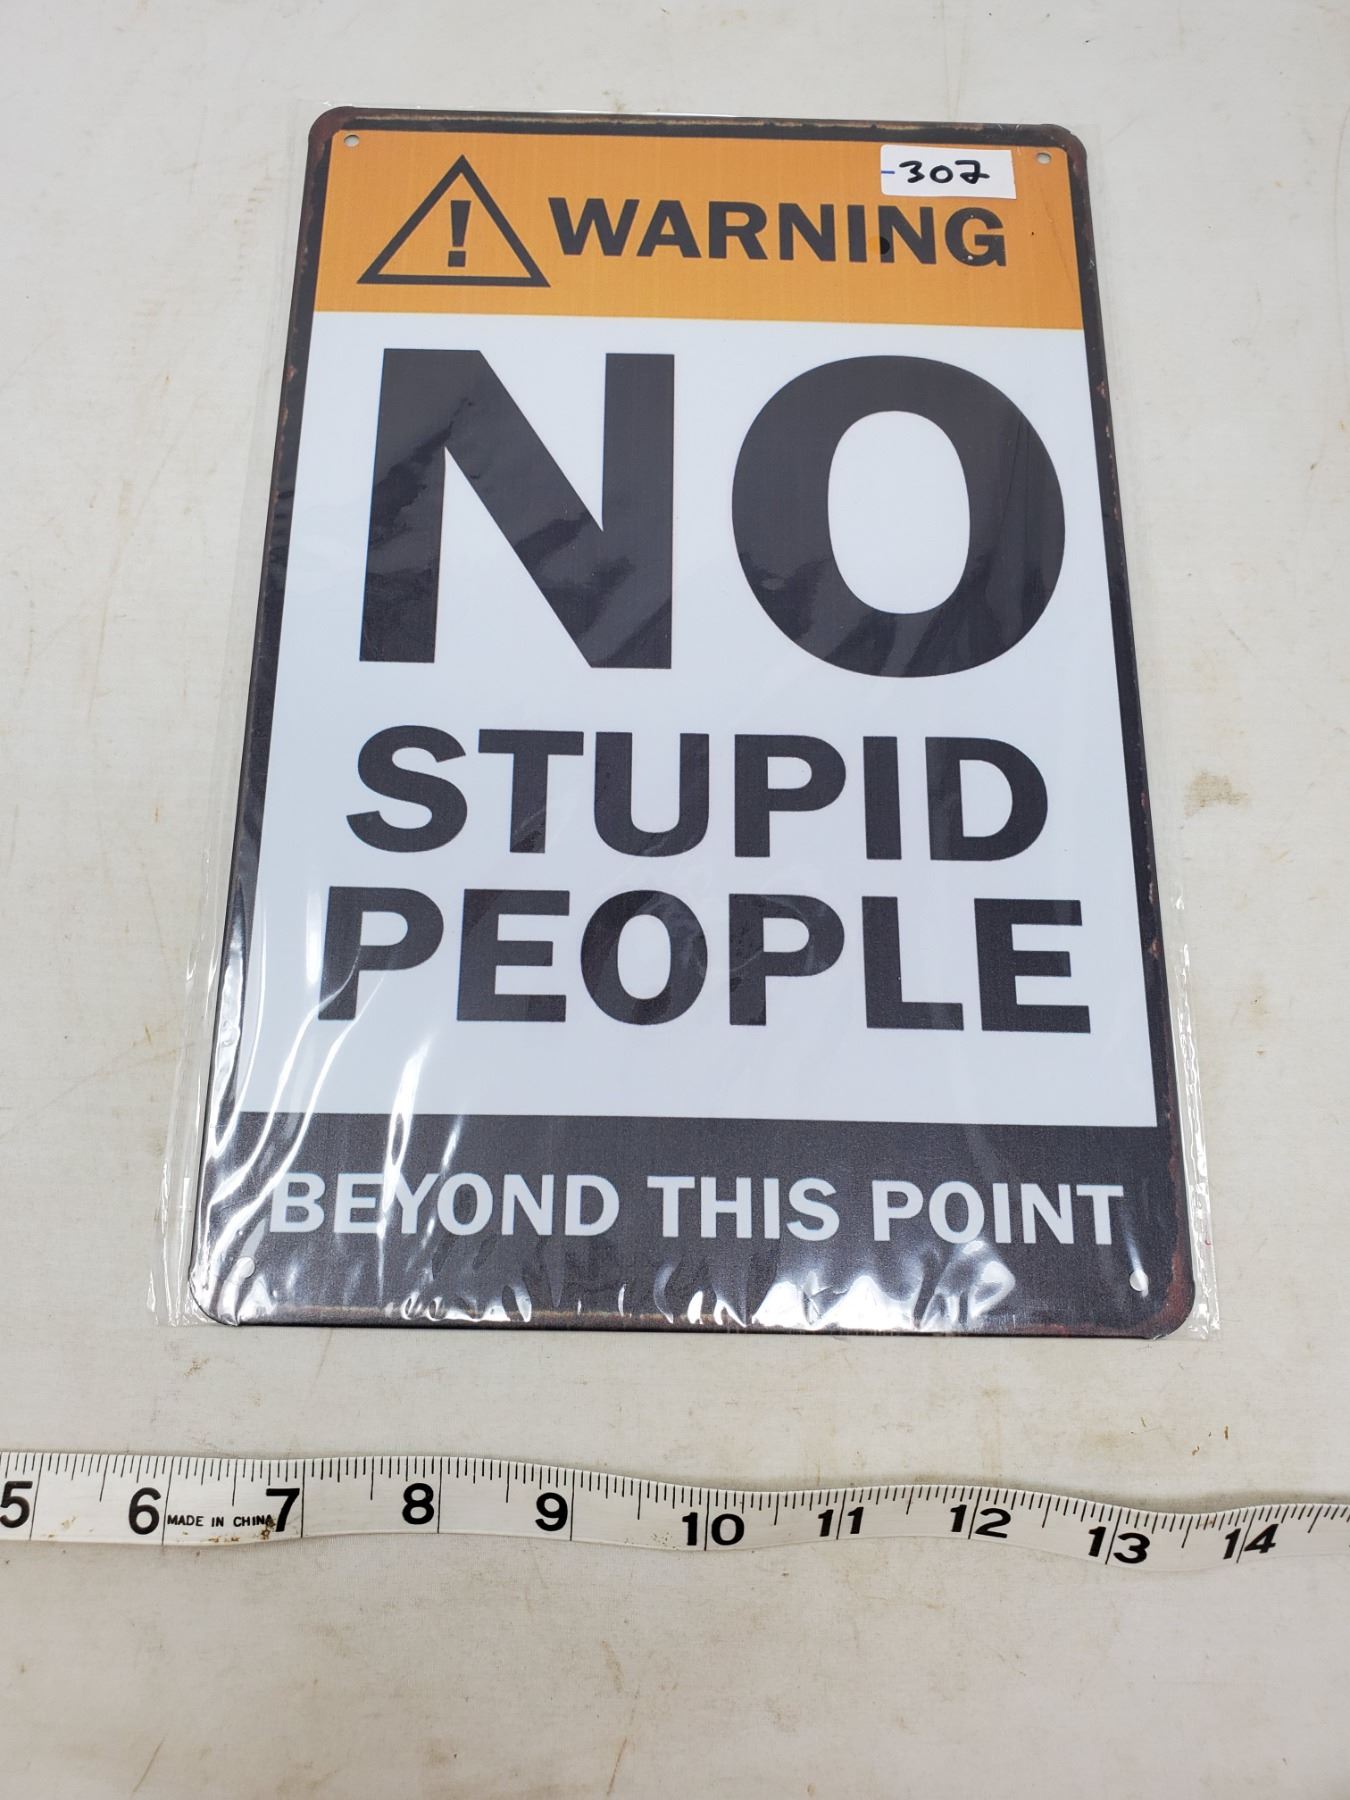 -302
! WARNING
NO
STUPID
PEOPLE
BEYOND THIS POINT
5 6 MADE IN CHINA 7 8 9 10 11 12 13 14